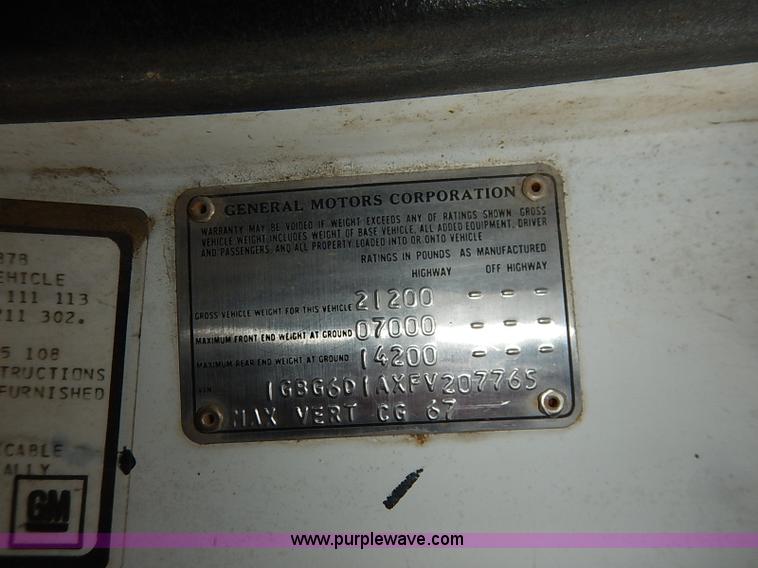 GENERAL MOTORS CORPORATION
WARRANTY MAY BE VOIDED IF WEIGHT EXCEEDS ANY OF RATINGS SHOWN. GROSS
VEHICLE WEIGHT INCLUDES WEIGHT OF BASE VEHICLE, ALL ADDED EQUIPMENT, DRIVER
AND PASSENGERS, AND ALL PROPERTY LOADED INTO OR ONTO VEHICLE
RATINGS IN POUNDS AS MANUFACTURED
HIGHWAY OFF HIGHWAY
GROSS VEHICLE WEIGHT FOR THIS VEHICLE 21200 - - -
MAXIMUM FRONT END WEIGHT AT GROUND 07000 - - -
MAXIMUM REAR END WEIGHT AT GROUND 14200 - - -
VIN 1GBG6D1AXFV207765
MAX VERT CG 67
878
EHICLE
111 113
211 302.
5 108
TRUCTIONS
FURNISHED
ICABLE
ALLY
GM
www.purplewave.com